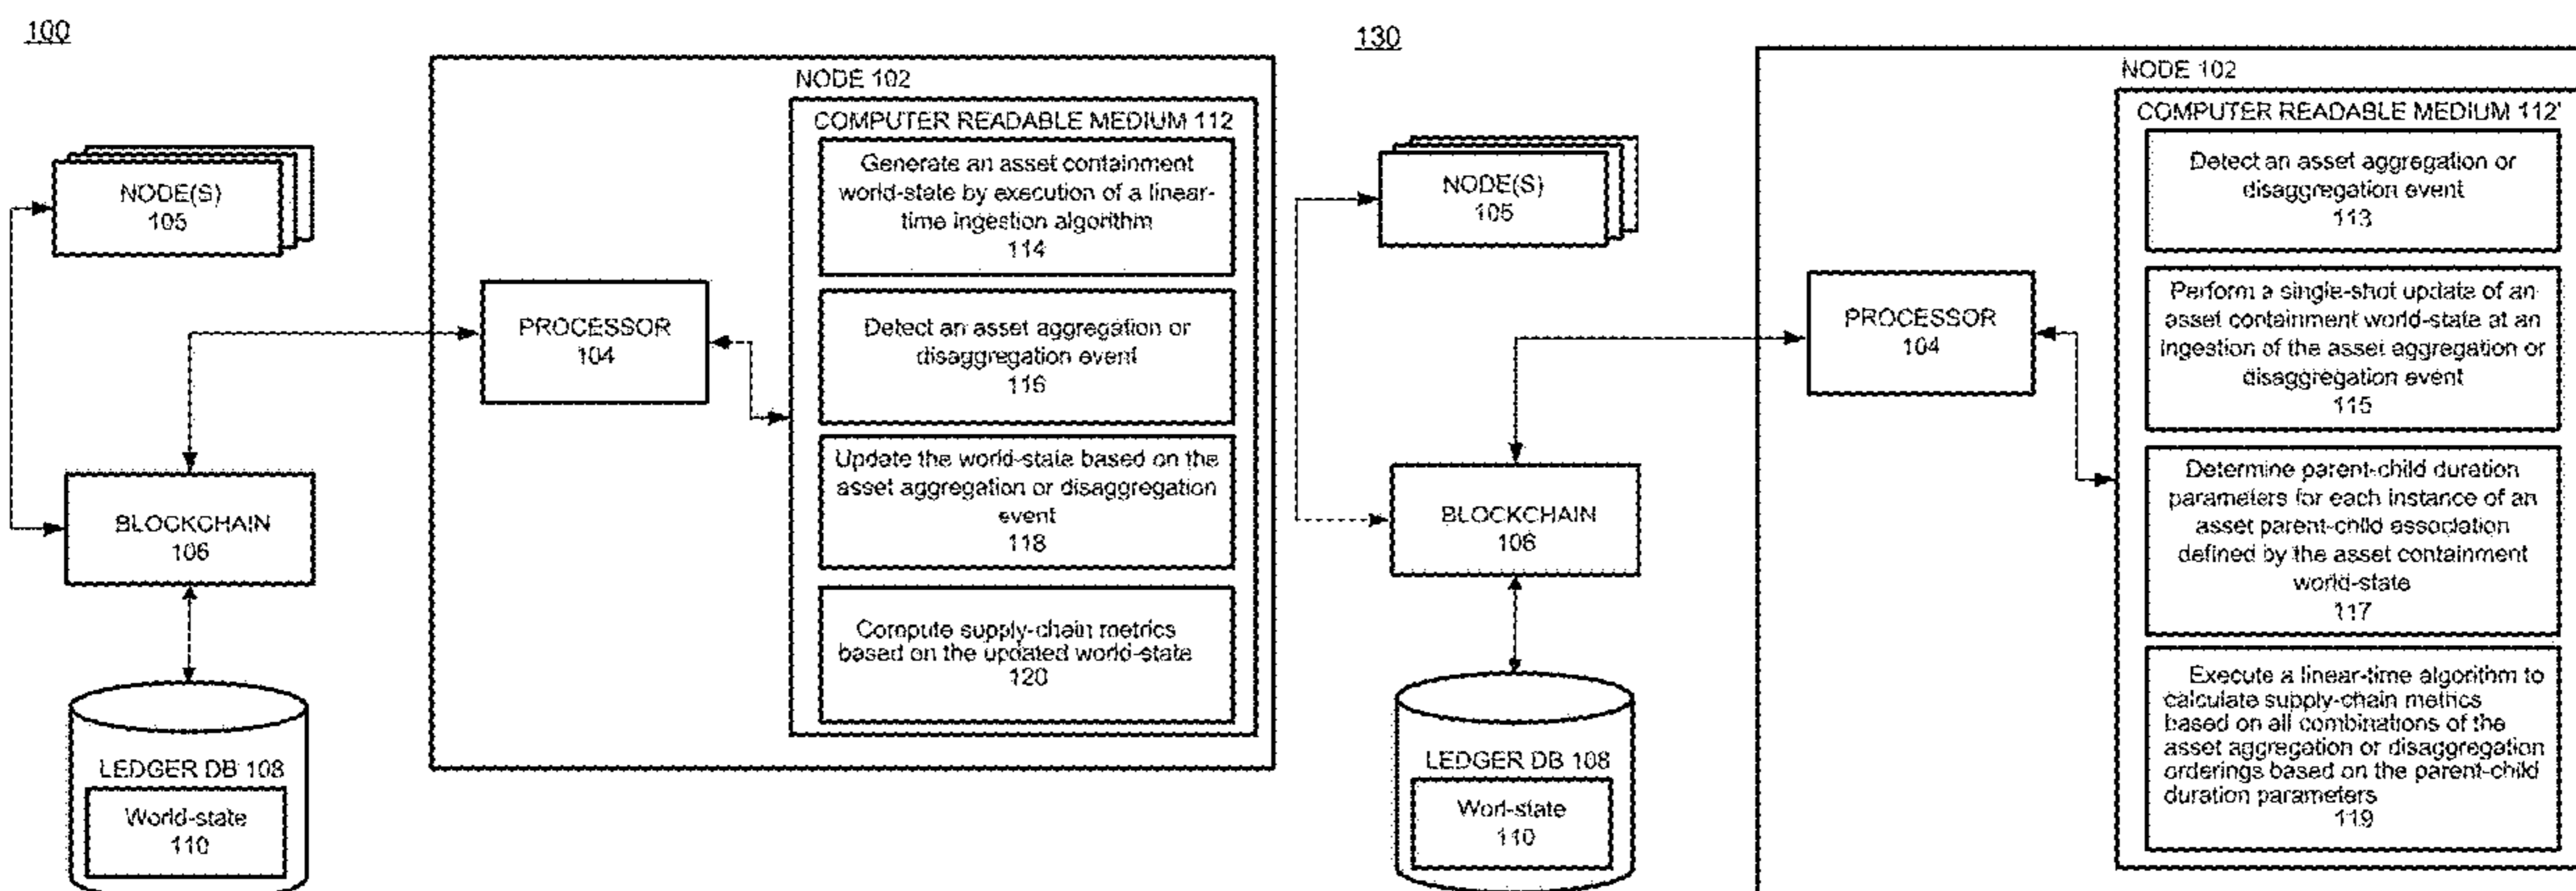 100
NODE(S)
105
BLOCKCHAIN
106
LEDGER DB 108
World-state
110
NODE 102
PROCESSOR
104
COMPUTER READABLE MEDIUM 112
Generate an asset containment
world-state by execution of a linear-
time ingestion algorithm
114
Detect an asset aggregation or
disaggregation event
116
Update the world-state based on the
asset aggregation or disaggregation
event
118
Compute supply-chain metrics
based on the updated world-state
120
130
NODE(S)
105
BLOCKCHAIN
106
LEDGER DB 108
Worl-state
110
NODE 102
PROCESSOR
104
COMPUTER READABLE MEDIUM 112'
Detect an asset aggregation or
disaggregation event
113
Perform a single-shot update of an
asset containment world-state at an
ingestion of the asset aggregation or
disaggregation event
115
Determine parent-child duration
parameters for each instance of an
asset parent-child association
defined by the asset containment
world-state
117
Execute a linear-time algorithm to
calculate supply-chain metrics
based on all combinations of the
asset aggregation or disaggregation
orderings based on the parent-child
duration parameters
119